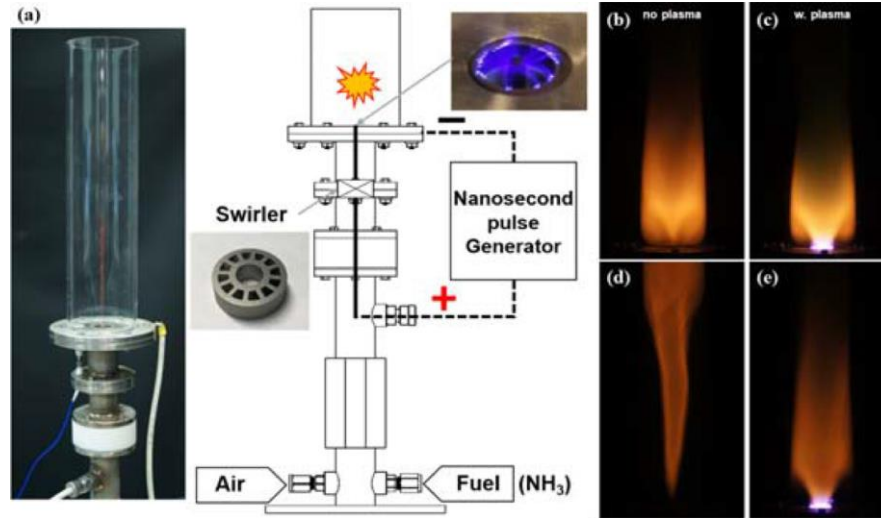 (a)
Swirler
Nanosecond
pulse
Generator
Air
Fuel (NH₃)
(b) no plasma
(c) w. plasma
(d)
(e)